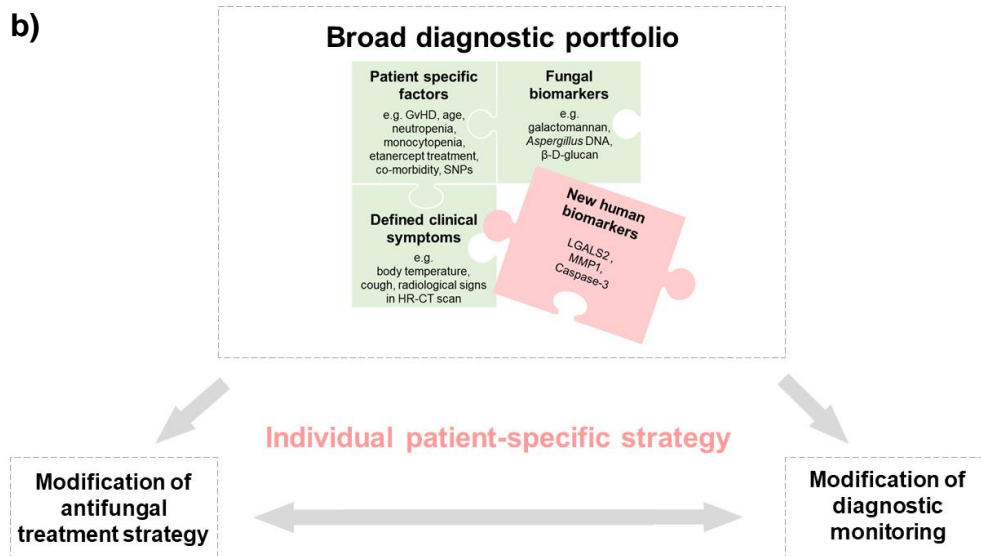 b)
Broad diagnostic portfolio
Patient specific
factors
e.g. GvHD, age,
neutropenia,
monocytopenia,
etanercept treatment,
co-morbidity, SNPs
Fungal
biomarkers
e.g.
galactomannan,
Aspergillus DNA,
β-D-glucan
Defined clinical
symptoms
e.g.
body temperature,
cough, radiological signs
in HR-CT scan
New human
biomarkers
LGALS2 ,
MMP1,
Caspase-3
Individual patient-specific strategy
Modification of
antifungal
treatment strategy
Modification of
diagnostic
monitoring